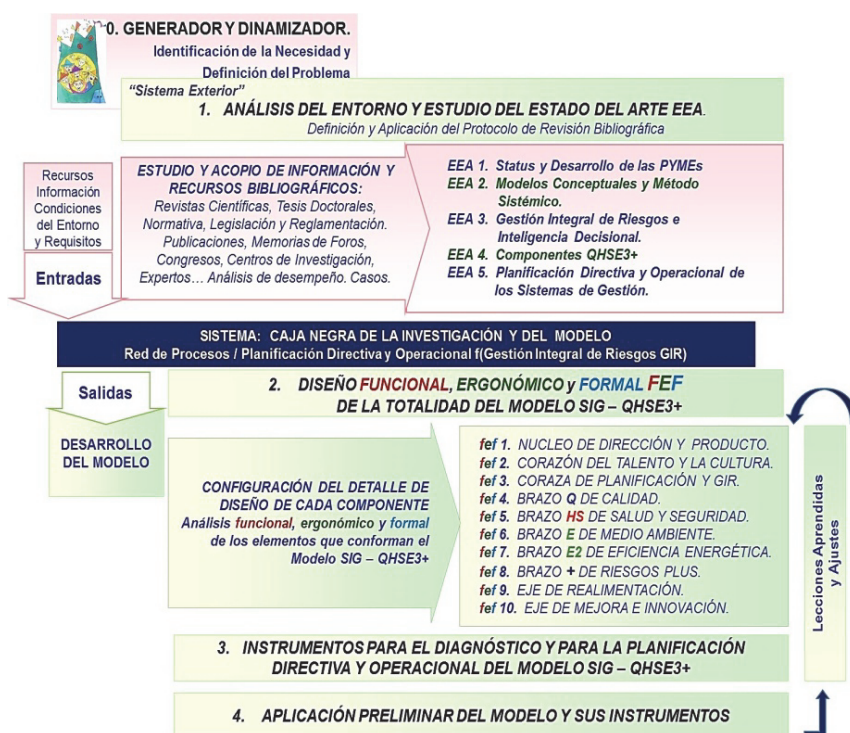 0. GENERADOR Y DINAMIZADOR.
Identificación de la Necesidad y
Definición del Problema
“Sistema Exterior”
1. ANÁLISIS DEL ENTORNO Y ESTUDIO DEL ESTADO DEL ARTE EEA.
Definición y Aplicación del Protocolo de Revisión Bibliográfica
Recursos
Información
Condiciones
del Entorno
y Requisitos
Entradas
ESTUDIO Y ACOPIO DE INFORMACIÓN Y
RECURSOS BIBLIOGRÁFICOS:
Revistas Científicas, Tesis Doctorales,
Normativa, Legislación y Reglamentación.
Publicaciones, Memorias de Foros,
Congresos, Centros de Investigación,
Expertos… Análisis de desempeño. Casos.
EEA 1. Status y Desarrollo de las PYMEs
EEA 2. Modelos Conceptuales y Método
Sistémico.
EEA 3. Gestión Integral de Riesgos e
Inteligencia Decisional.
EEA 4. Componentes QHSE3+
EEA 5. Planificación Directiva y Operacional de
los Sistemas de Gestión.
SISTEMA: CAJA NEGRA DE LA INVESTIGACIÓN Y DEL MODELO
Red de Procesos / Planificación Directiva y Operacional f(Gestión Integral de Riesgos GIR)
Salidas
DESARROLLO
DEL MODELO
2. DISEÑO FUNCIONAL, ERGONÓMICO y FORMAL FEF
DE LA TOTALIDAD DEL MODELO SIG – QHSE3+
CONFIGURACIÓN DEL DETALLE DE
DISEÑO DE CADA COMPONENTE
Análisis funcional, ergonómico y formal
de los elementos que conforman el
Modelo SIG – QHSE3+
fef 1. NUCLEO DE DIRECCIÓN Y PRODUCTO.
fef 2. CORAZÓN DEL TALENTO Y LA CULTURA.
fef 3. CORAZA DE PLANIFICACIÓN Y GIR.
fef 4. BRAZO Q DE CALIDAD.
fef 5. BRAZO HS DE SALUD Y SEGURIDAD.
fef 6. BRAZO E DE MEDIO AMBIENTE.
fef 7. BRAZO E2 DE EFICIENCIA ENERGÉTICA.
fef 8. BRAZO + DE RIESGOS PLUS.
fef 9. EJE DE REALIMENTACIÓN.
fef 10. EJE DE MEJORA E INNOVACIÓN.
Lecciones Aprendidas
y Ajustes
3. INSTRUMENTOS PARA EL DIAGNÓSTICO Y PARA LA PLANIFICACIÓN
DIRECTIVA Y OPERACIONAL DEL MODELO SIG – QHSE3+
4. APLICACIÓN PRELIMINAR DEL MODELO Y SUS INSTRUMENTOS